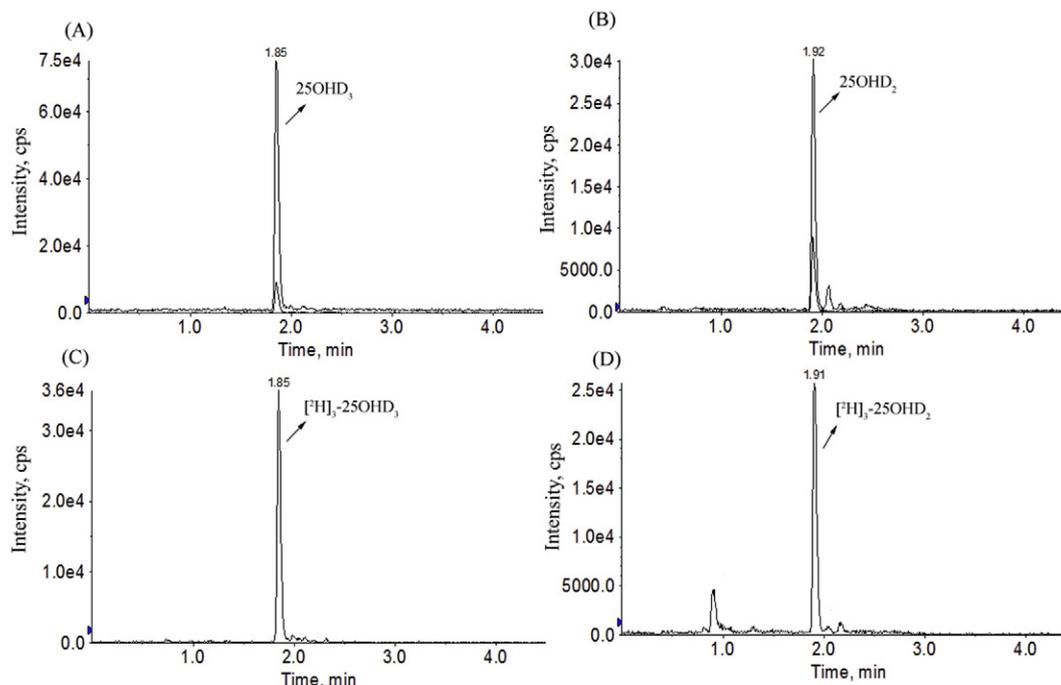 (A)
1.85
7.5e4
25OHD₃
6.0e4
4.0e4
2.0e4
0.0
Intensity, cps
1.0 2.0 3.0 4.0
Time, min
(B)
1.92
3.0e4
25OHD₂
2.5e4
2.0e4
1.5e4
1.0e4
5000.0
0.0
Intensity, cps
1.0 2.0 3.0 4.0
Time, min
(C)
1.85
3.6e4
[²H]₃-25OHD₃
3.0e4
2.0e4
1.0e4
0.0
Intensity, cps
1.0 2.0 3.0 4.0
Time, min
(D)
1.91
2.5e4
[²H]₃-25OHD₂
2.0e4
1.5e4
1.0e4
5000.0
0.0
Intensity, cps
1.0 2.0 3.0 4.0
Time, min